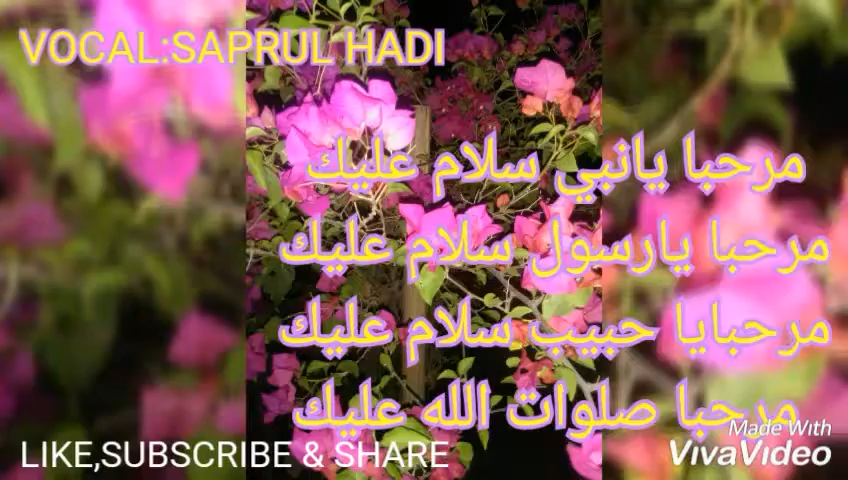 VOCAL:SAPRUL HADI
مرحبا يانبي سلام عليك
مرحبا يارسول سلام عليك
مرحبايا حبيب سلام عليك
مرحبا صلوات الله عليك
Made With
VivaVideo
LIKE,SUBSCRIBE & SHARE